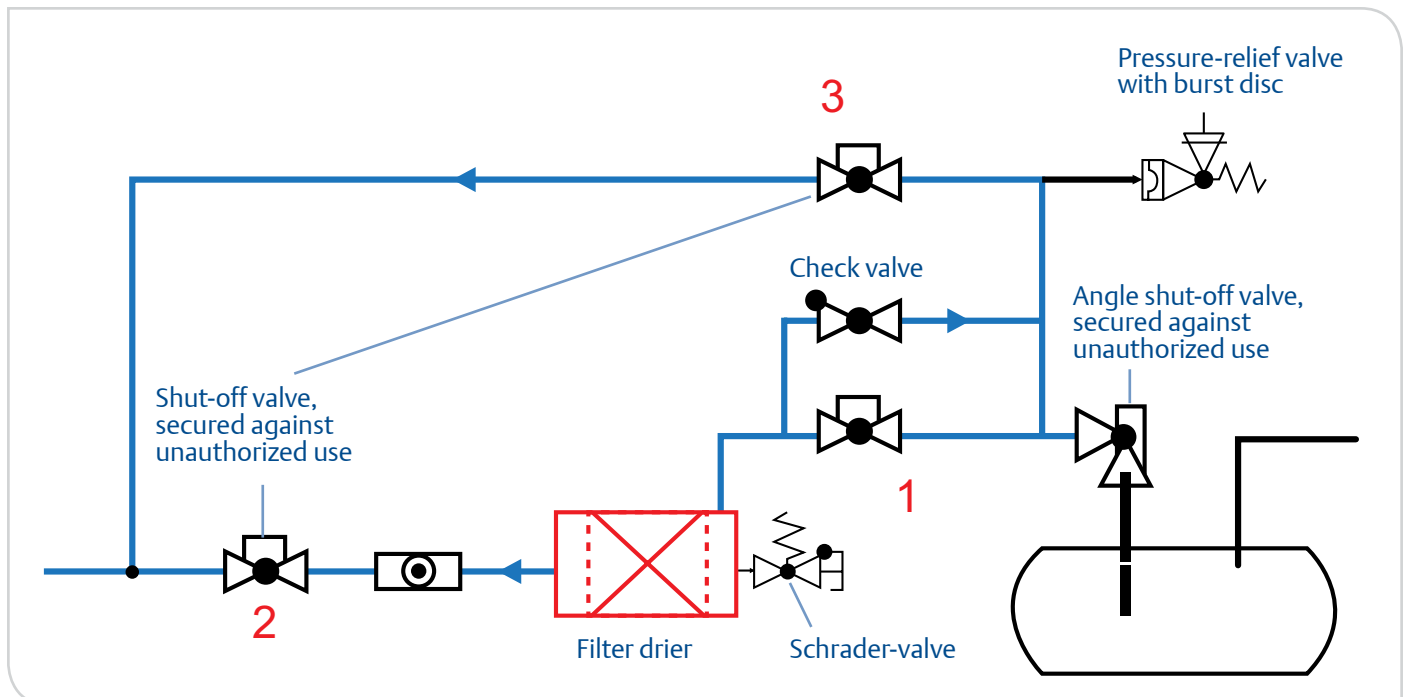 Pressure-relief valve
with burst disc
3
Check valve
Angle shut-off valve,
secured against
unauthorized use
Shut-off valve,
secured against
unauthorized use
1
2
Filter drier
Schrader-valve